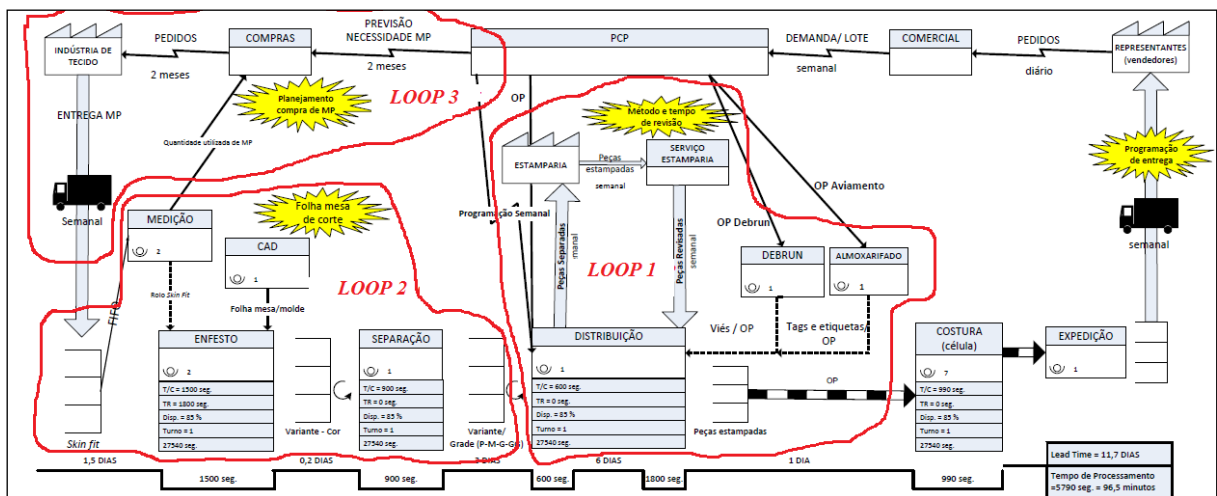 INDÚSTRIA DE
TECIDO
PEDIDOS
2 meses
COMPRAS
PREVISÃO
NECESSIDADE MP
2 meses
PCP
DEMANDA/ LOTE
semanal
COMERCIAL
PEDIDOS
diário
REPRESENTANTES
(vendedores)
ENTREGA MP
Planejamento
compra de MP
LOOP 3
OP
Metodo e tempo
de revisão
Quantidade utilizada de MP
ESTAMPARIA
Peças
estampadas
semanal
SERVIÇO
ESTAMPARIA
Programação
de entrega
OP Aviamento
Semanal
MEDIÇÃO
2
Folha mesa
de corte
CAD
1
Programação Semanal
Peças Separadas
Peças Revisadas
semanal
OP Debrun
semanal
LOOP 2
LOOP 1
DEBRUN
1
ALMOXARIFADO
1
FIFO
Rolo Skin Fit
Folha mesa/molde
Viés / OP
Tags e etiquetas/
OP
ENFESTO
2
T/C = 1500 seg.
TR = 1800 seg.
Disp. = 85 %
Turno = 1
27540 seg.
SEPARAÇÃO
1
T/C = 900 seg.
TR = 0 seg.
Disp. = 85 %
Turno = 1
27540 seg.
DISTRIBUIÇÃO
1
T/C = 600 seg.
TR = 0 seg.
Disp. = 85 %
Turno = 1
27540 seg.
OP
COSTURA
(célula)
7
T/C = 990 seg.
TR = 0 seg.
Disp. = 85 %
Turno = 1
27540 seg.
EXPEDIÇÃO
1
Skin fit
Variante - Cor
Variante/
Grade (P-M-G-GG)
Peças estampadas
1,5 DIAS
1500 seg.
0,2 DIAS
900 seg.
3 DIAS
600 seg.
6 DIAS
1800 seg.
1 DIA
990 seg.
Lead Time = 11,7 DIAS
Tempo de Processamento
=5790 seg. = 96,5 minutos